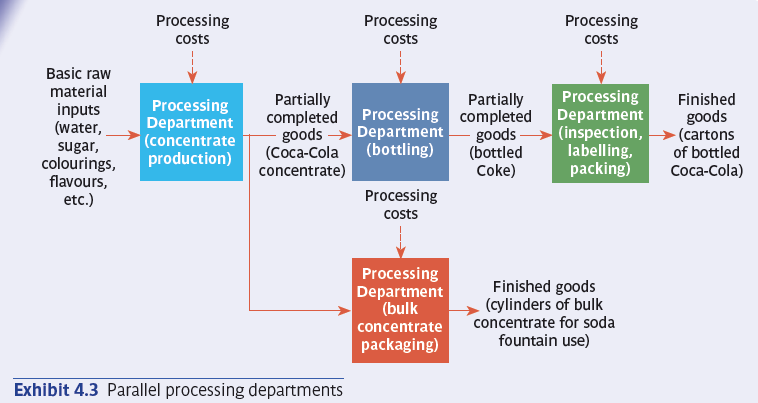 Processing
costs
Processing
costs
Processing
costs
Basic raw
material
inputs
(water,
sugar,
colourings,
flavours,
etc.)
Processing
Department
(concentrate
production)
Partially
completed
goods
(Coca-Cola
concentrate)
Processing
Department
(bottling)
Partially
completed
goods
(bottled
Coke)
Processing
Department
(inspection,
labelling,
packing)
Finished
goods
(cartons
of bottled
Coca-Cola)
Processing
costs
Processing
Department
(bulk
concentrate
packaging)
Finished goods
(cylinders of bulk
concentrate for soda
fountain use)
Exhibit 4.3 Parallel processing departments